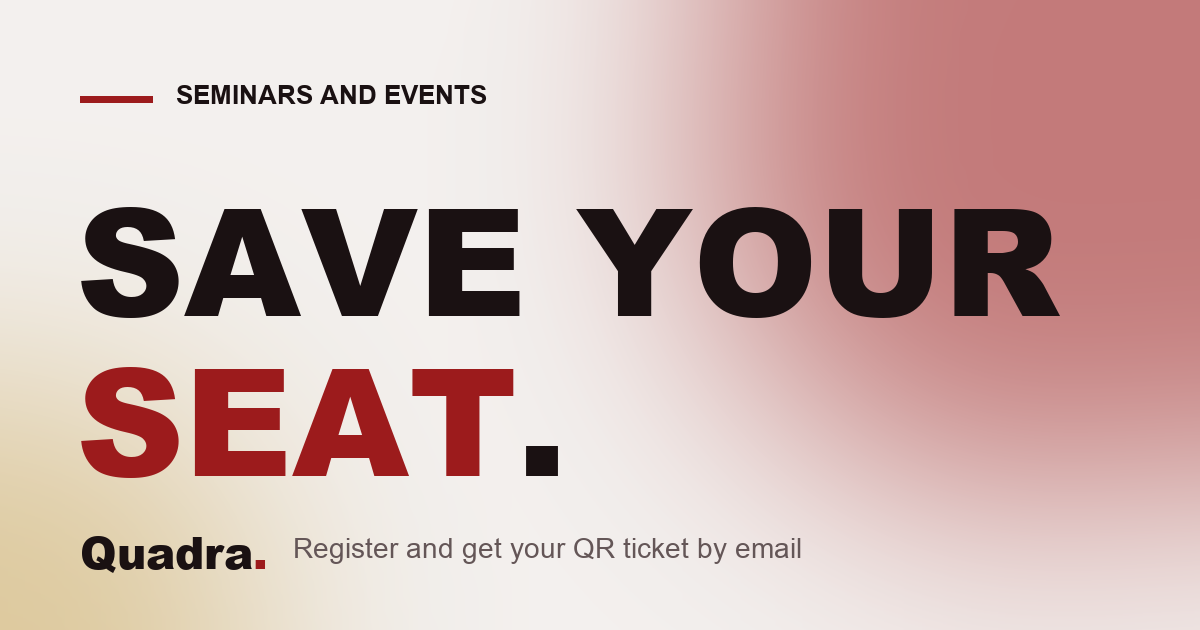 SEMINARS AND EVENTS
SAVE YOUR
SEAT.
Quadra. Register and get your QR ticket by email